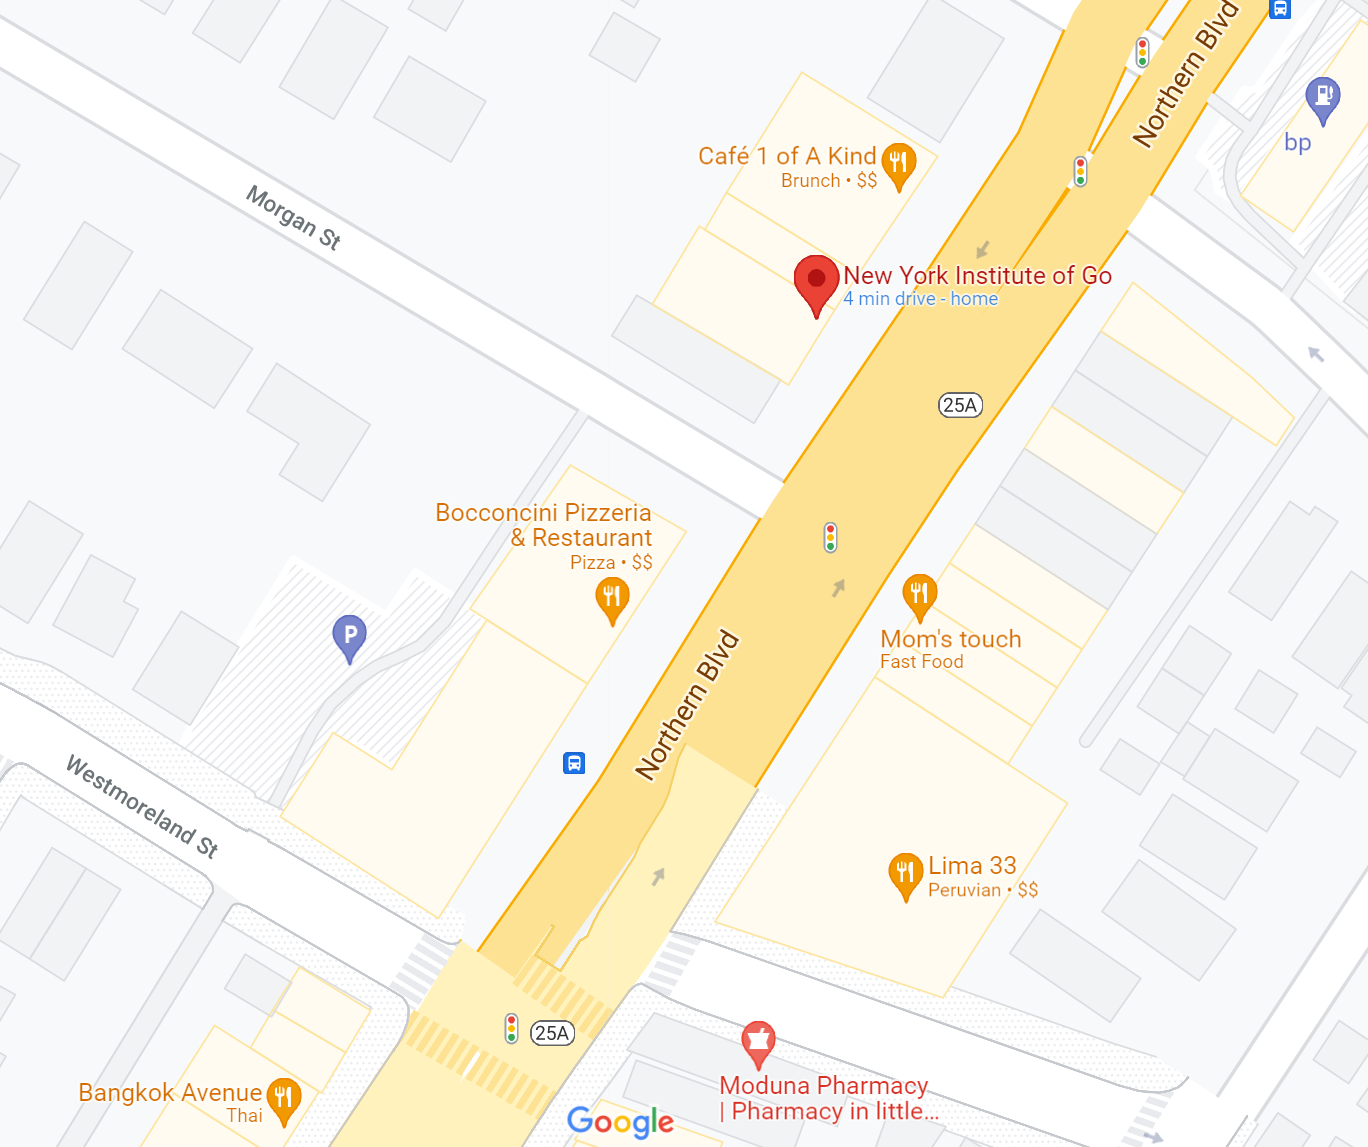 Northern Blvd
bp
Café 1 of A Kind
Brunch • $$
Morgan St
New York Institute of Go
4 min drive - home
25A
Bocconcini Pizzeria
& Restaurant
Pizza • $$
P
Mom's touch
Fast Food
Northern Blvd
Westmoreland St
Lima 33
Peruvian • $$
25A
Bangkok Avenue
Thai
Moduna Pharmacy
| Pharmacy in little...
Google